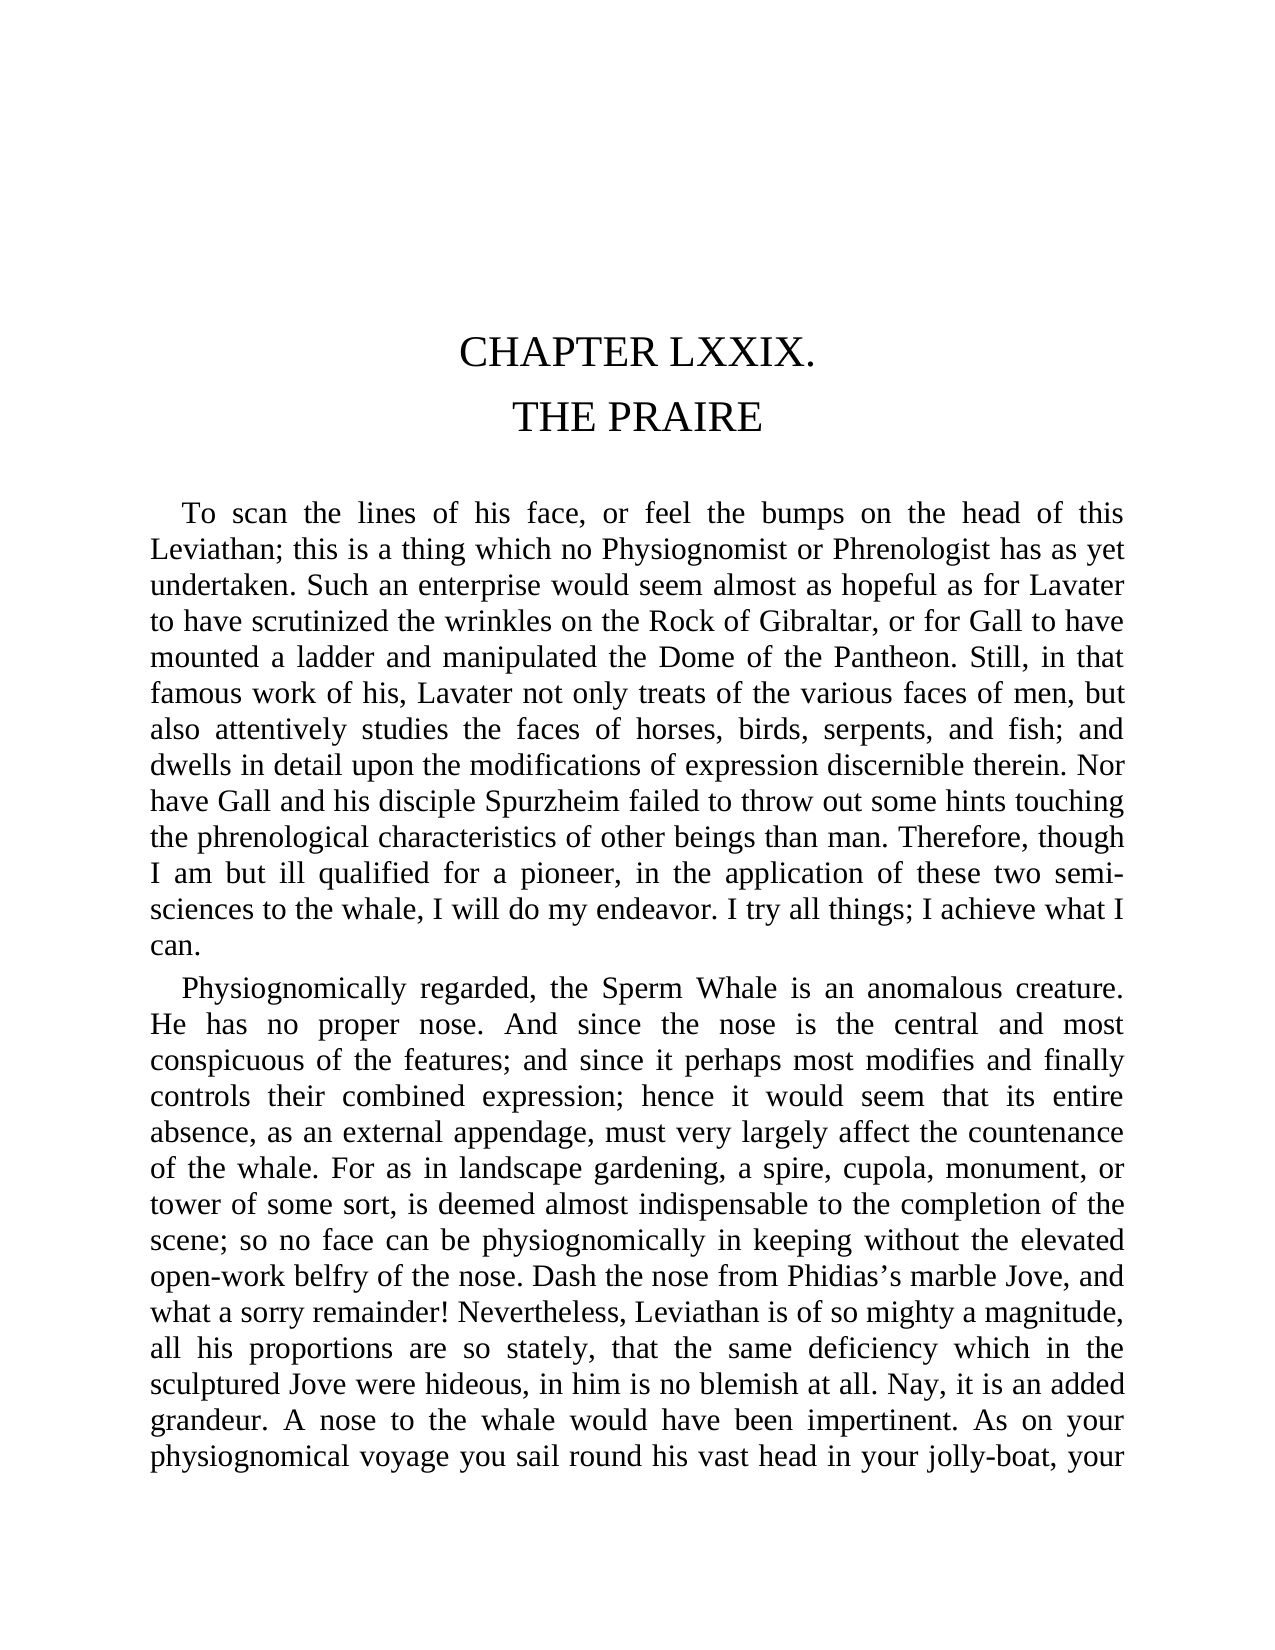 CHAPTER LXXIX.
THE PRAIRE
To scan the lines of his face, or feel the bumps on the head of this
Leviathan; this is a thing which no Physiognomist or Phrenologist has as yet
undertaken. Such an enterprise would seem almost as hopeful as for Lavater
to have scrutinized the wrinkles on the Rock of Gibraltar, or for Gall to have
mounted a ladder and manipulated the Dome of the Pantheon. Still, in that
famous work of his, Lavater not only treats of the various faces of men, but
also attentively studies the faces of horses, birds, serpents, and fish; and
dwells in detail upon the modifications of expression discernible therein. Nor
have Gall and his disciple Spurzheim failed to throw out some hints touching
the phrenological characteristics of other beings than man. Therefore, though
I am but ill qualified for a pioneer, in the application of these two semi-
sciences to the whale, I will do my endeavor. I try all things; I achieve what I
can.
Physiognomically regarded, the Sperm Whale is an anomalous creature.
He has no proper nose. And since the nose is the central and most
conspicuous of the features; and since it perhaps most modifies and finally
controls their combined expression; hence it would seem that its entire
absence, as an external appendage, must very largely affect the countenance
of the whale. For as in landscape gardening, a spire, cupola, monument, or
tower of some sort, is deemed almost indispensable to the completion of the
scene; so no face can be physiognomically in keeping without the elevated
open-work belfry of the nose. Dash the nose from Phidias’s marble Jove, and
what a sorry remainder! Nevertheless, Leviathan is of so mighty a magnitude,
all his proportions are so stately, that the same deficiency which in the
sculptured Jove were hideous, in him is no blemish at all. Nay, it is an added
grandeur. A nose to the whale would have been impertinent. As on your
physiognomical voyage you sail round his vast head in your jolly-boat, your